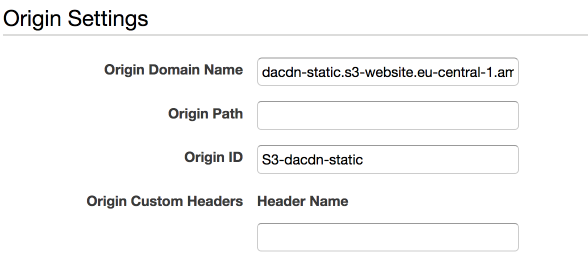 Origin Settings
Origin Domain Name dacdn-static.s3-website.eu-central-1.am
Origin Path
Origin ID S3-dacdn-static
Origin Custom Headers Header Name